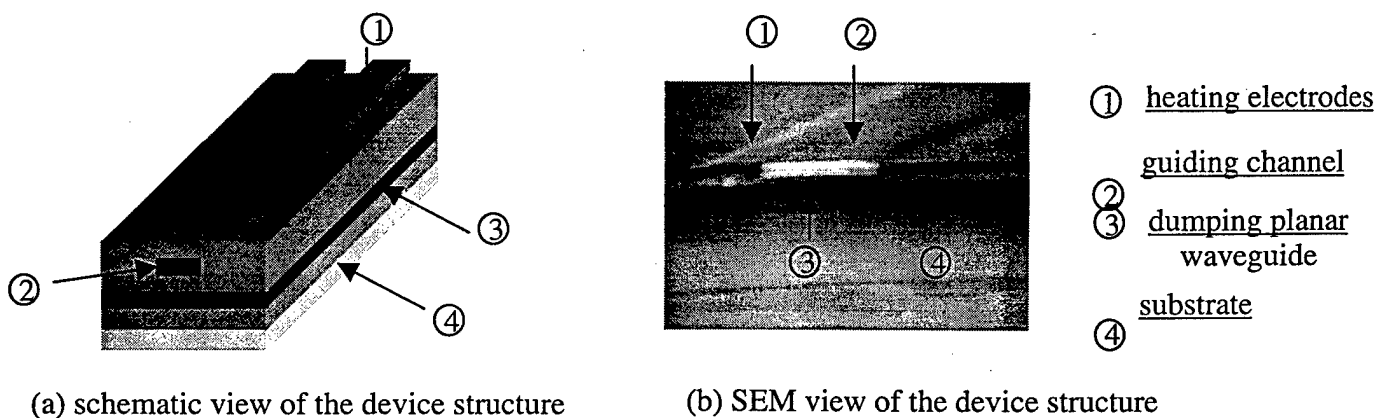 ①
②
③
④
(a) schematic view of the device structure
①
②
③
④
(b) SEM view of the device structure
① heating electrodes
② guiding channel
③ dumping planar
waveguide
④ substrate